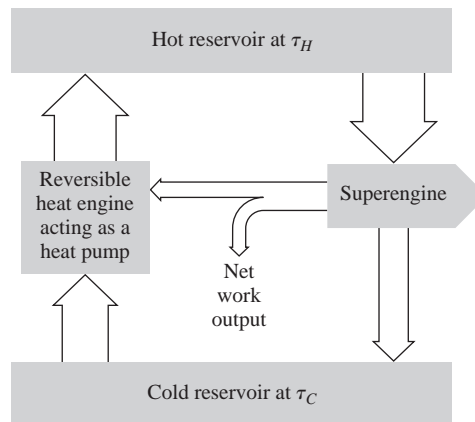 Hot reservoir at τH
Reversible
heat engine
acting as a
heat pump
Superengine
Net
work
output
Cold reservoir at τC